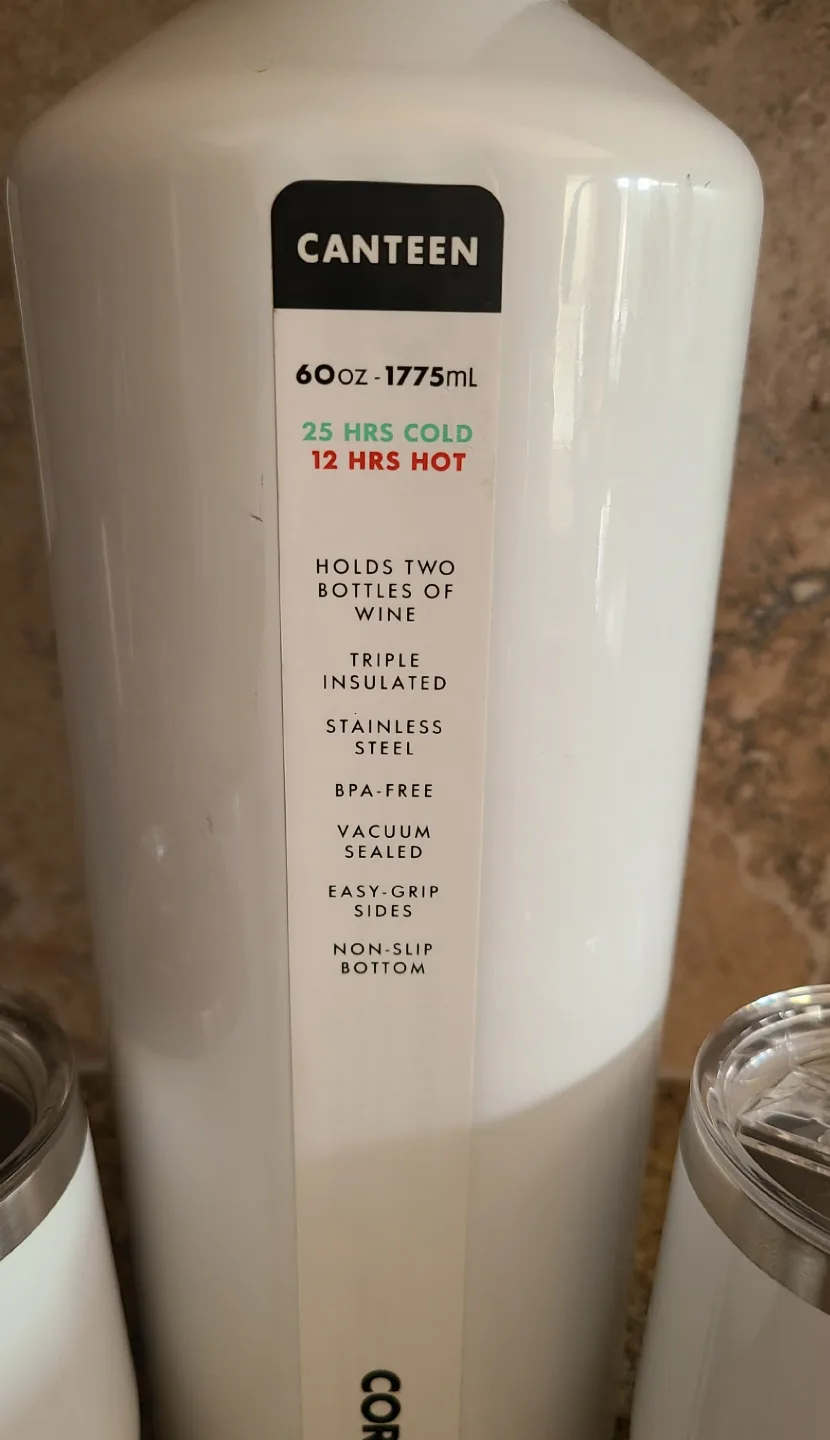 CANTEEN
60oz - 1775mL
25 HRS COLD
12 HRS HOT
HOLDS TWO
BOTTLES OF
WINE
TRIPLE
INSULATED
STAINLESS
STEEL
BPA-FREE
VACUUM
SEALED
EASY-GRIP
SIDES
NON-SLIP
BOTTOM
COR